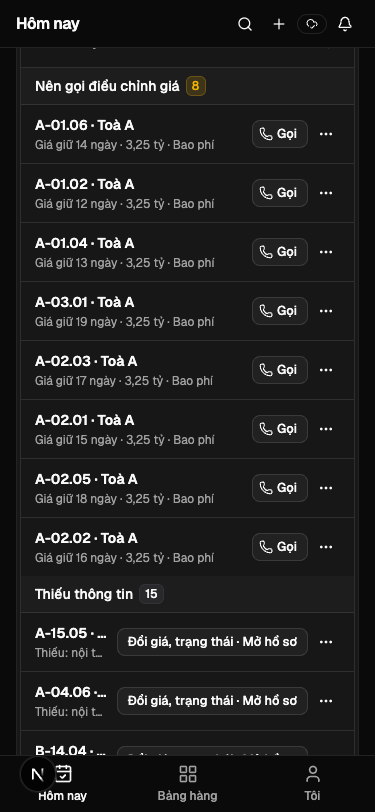 Hôm nay
Nên gọi điều chỉnh giá 8
A-01.06 · Toà A
Giá giữ 14 ngày · 3,25 tỷ · Bao phí
Gọi
A-01.02 · Toà A
Giá giữ 12 ngày · 3,25 tỷ · Bao phí
Gọi
A-01.04 · Toà A
Giá giữ 13 ngày · 3,25 tỷ · Bao phí
Gọi
A-03.01 · Toà A
Giá giữ 19 ngày · 3,25 tỷ · Bao phí
Gọi
A-02.03 · Toà A
Giá giữ 17 ngày · 3,25 tỷ · Bao phí
Gọi
A-02.01 · Toà A
Giá giữ 15 ngày · 3,25 tỷ · Bao phí
Gọi
A-02.05 · Toà A
Giá giữ 18 ngày · 3,25 tỷ · Bao phí
Gọi
A-02.02 · Toà A
Giá giữ 16 ngày · 3,25 tỷ · Bao phí
Gọi
Thiếu thông tin 15
A-15.05 · ...
Thiếu: nội t...
Đổi giá, trạng thái · Mở hồ sơ
A-04.06 ·...
Thiếu: nội t...
Đổi giá, trạng thái · Mở hồ sơ
B-14.04 · ...
N
Hôm nay
Bảng hàng
Tôi